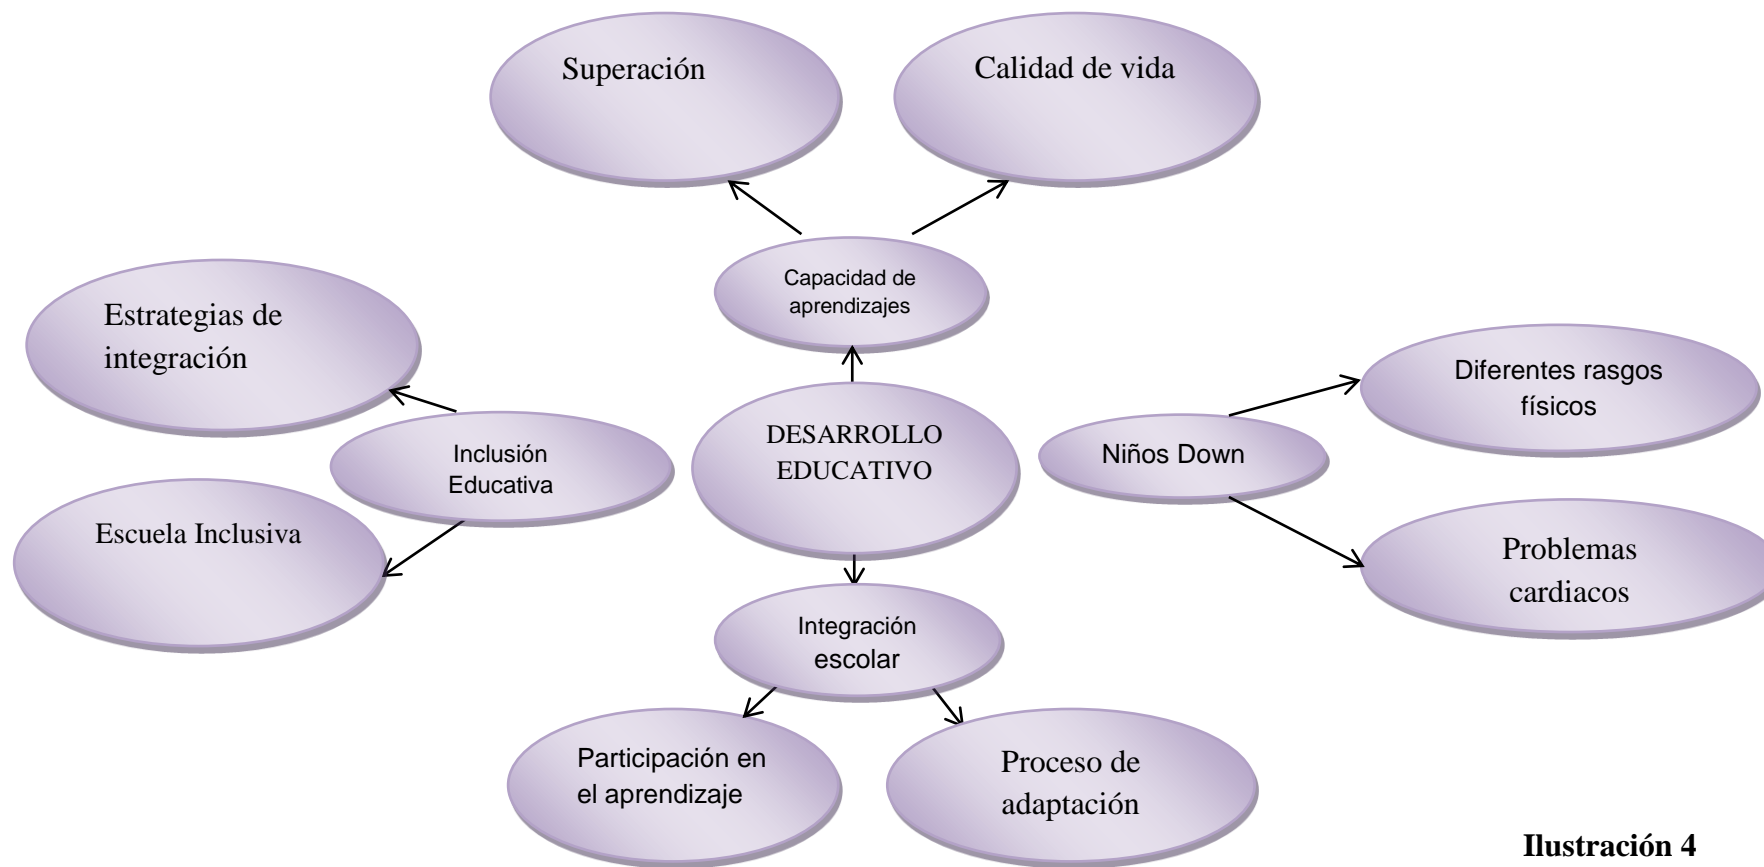 Superación
Calidad de vida
Capacidad de
aprendizajes
Estrategias de
integración
Diferentes rasgos
físicos
DESARROLLO
EDUCATIVO
Niños Down
Inclusión
Educativa
Escuela Inclusiva
Problemas
cardiacos
Integración
escolar
Participación en
el aprendizaje
Proceso de
adaptación
Ilustración 4